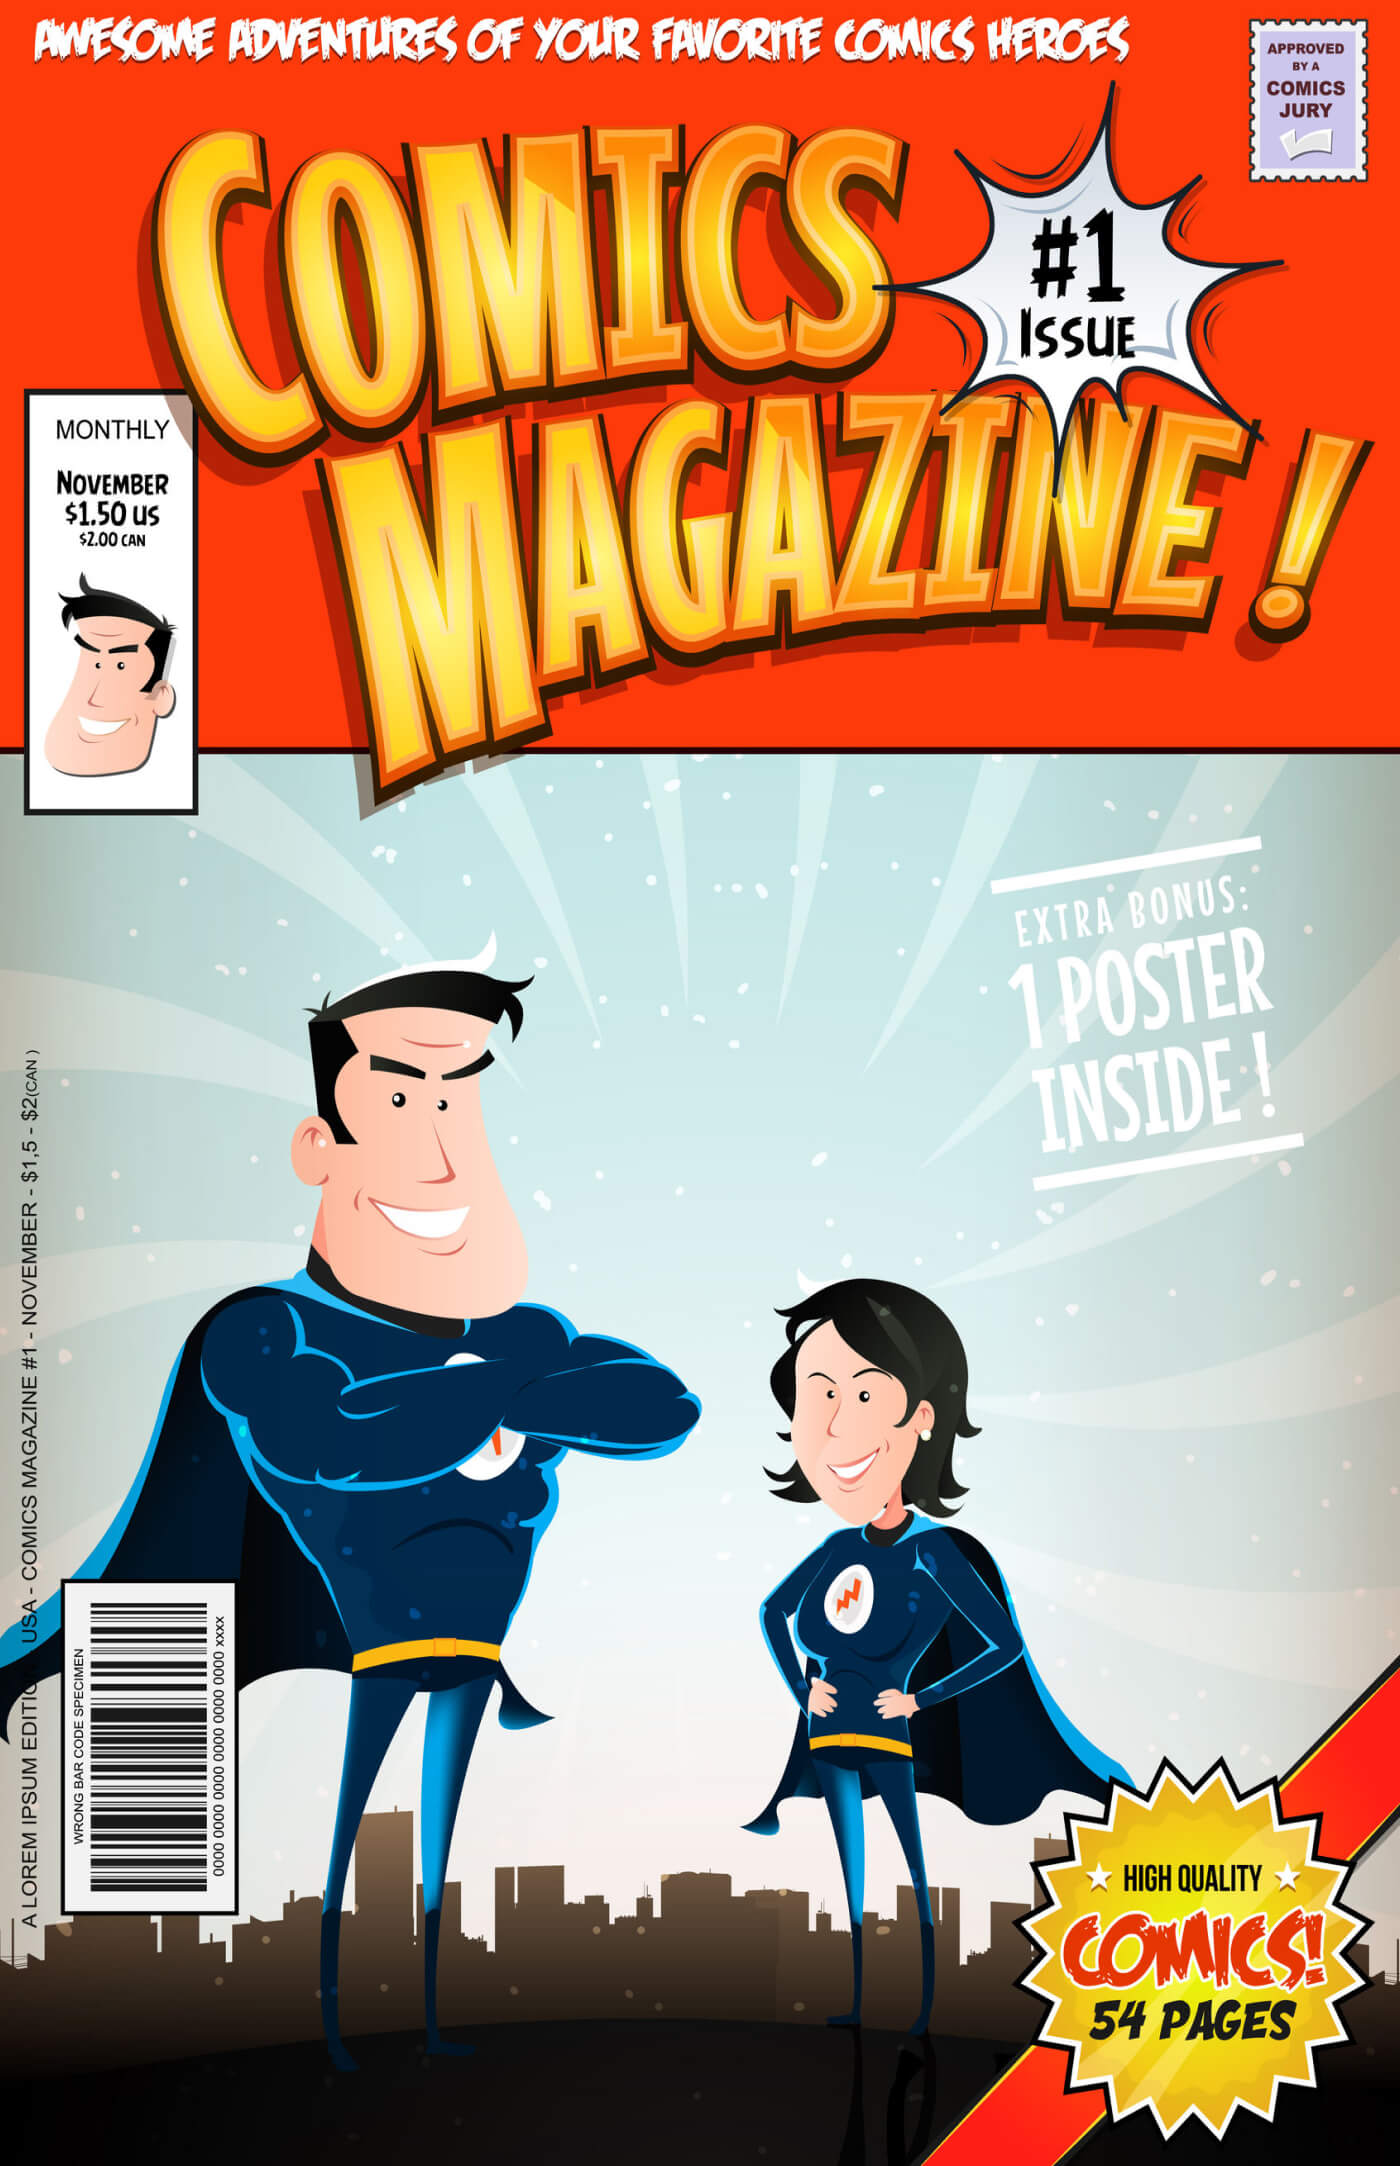 AWESOME ADVENTURES OF YOUR FAVORITE COMICS HEROES
APPROVED
BY A
COMICS
JURY
COMICS
MAGAZINE !
#1
ISSUE
MONTHLY
NOVEMBER
$1.50 US
$2.00 CAN
EXTRA BONUS:
1 POSTER
INSIDE !
A LOREM IPSUM EDITION - USA - COMICS MAGAZINE #1 - NOVEMBER - $1,5 - $2(CAN )
WRONG BAR CODE SPECIMEN
0000 0000 0000 0000 0000 0000 xxxx
HIGH QUALITY
COMICS!
54 PAGES